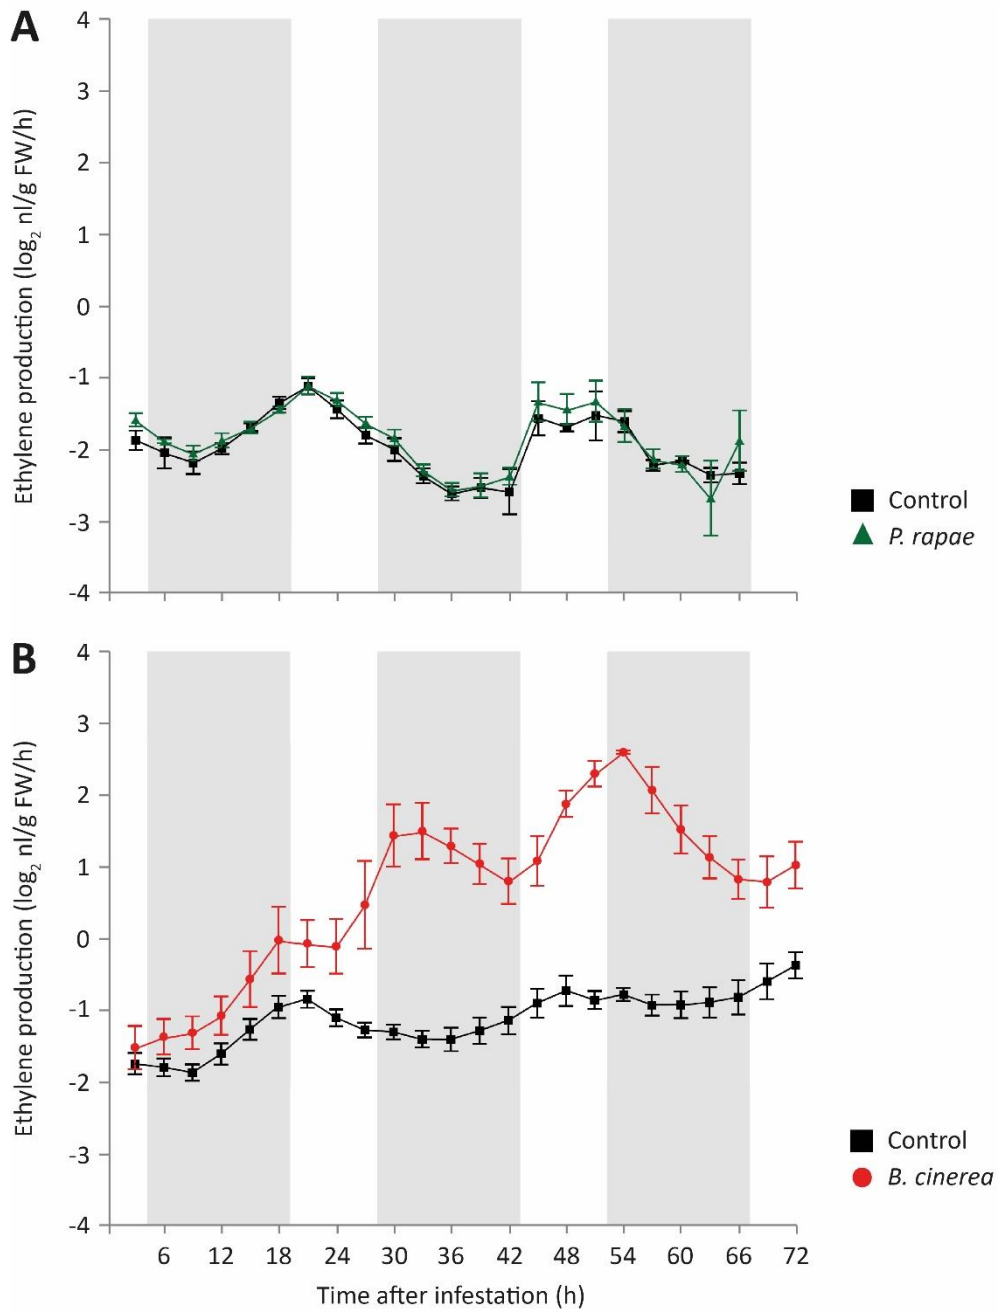 A
Ethylene production (log₂ nl/g FW/h)
4
3
2
1
0
-1
-2
-3
-4
Control
P. rapae
B
Ethylene production (log₂ nl/g FW/h)
4
3
2
1
0
-1
-2
-3
-4
Control
B. cinerea
6 12 18 24 30 36 42 48 54 60 66 72
Time after infestation (h)